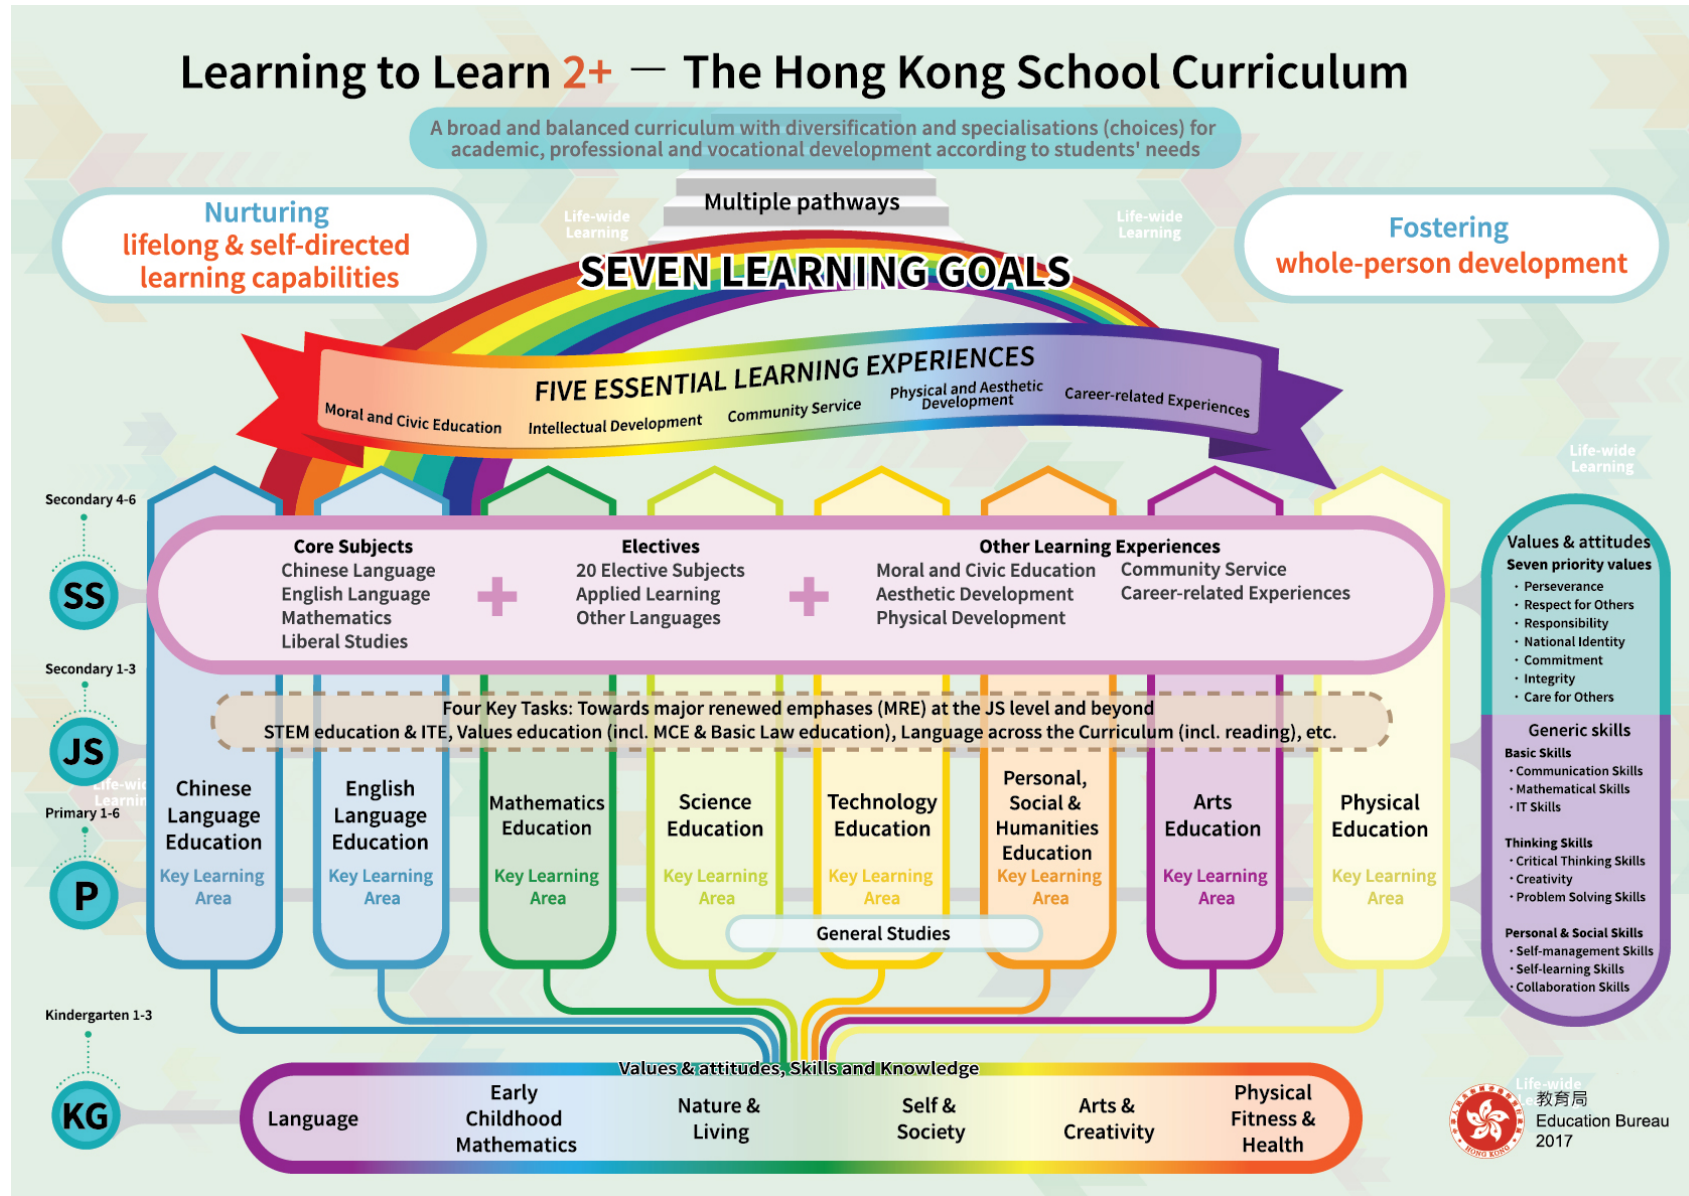 Learning to Learn 2+ — The Hong Kong School Curriculum
A broad and balanced curriculum with diversification and specialisations (choices) for
academic, professional and vocational development according to students' needs
Multiple pathways
Nurturing
lifelong & self-directed
learning capabilities
Life-wide
Learning
Life-wide
Learning
Fostering
whole-person development
SEVEN LEARNING GOALS
FIVE ESSENTIAL LEARNING EXPERIENCES
Moral and Civic Education
Intellectual Development
Community Service
Physical and Aesthetic
Development
Career-related Experiences
Life-wide
Learning
Secondary 4-6
SS
Core Subjects
Chinese Language
English Language
Mathematics
Liberal Studies
+
Electives
20 Elective Subjects
Applied Learning
Other Languages
+
Other Learning Experiences
Moral and Civic Education
Aesthetic Development
Physical Development
Community Service
Career-related Experiences
Secondary 1-3
JS
Four Key Tasks: Towards major renewed emphases (MRE) at the JS level and beyond
STEM education & ITE, Values education (incl. MCE & Basic Law education), Language across the Curriculum (incl. reading), etc.
Life-wide
Learning
Primary 1-6
P
Chinese
Language
Education
Key Learning
Area
English
Language
Education
Key Learning
Area
Mathematics
Education
Key Learning
Area
Science
Education
Key Learning
Area
Technology
Education
Key Learning
Area
Personal,
Social &
Humanities
Education
Key Learning
Area
Arts
Education
Key Learning
Area
Physical
Education
Key Learning
Area
General Studies
Values & attitudes
Seven priority values
· Perseverance
· Respect for Others
· Responsibility
· National Identity
· Commitment
· Integrity
· Care for Others
Generic skills
Basic Skills
· Communication Skills
· Mathematical Skills
· IT Skills
Thinking Skills
· Critical Thinking Skills
· Creativity
· Problem Solving Skills
Personal & Social Skills
· Self-management Skills
· Self-learning Skills
· Collaboration Skills
Kindergarten 1-3
KG
Values & attitudes, Skills and Knowledge
Language
Early
Childhood
Mathematics
Nature &
Living
Self &
Society
Arts &
Creativity
Physical
Fitness &
Health
Life-wide
HONG KONG
教育局
Education Bureau
2017